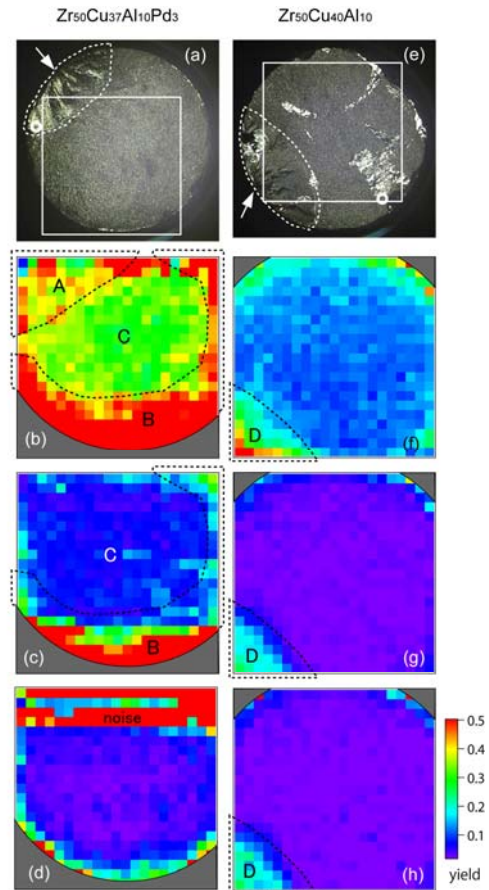 Zr₅₀Cu₃₇Al₁₀Pd₃
Zr₅₀Cu₄₀Al₁₀
(a)
(e)
A
C
B
(b)
D
(f)
C
B
(c)
D
(g)
noise
(d)
D
(h)
0.5
0.4
0.3
0.2
0.1
yield